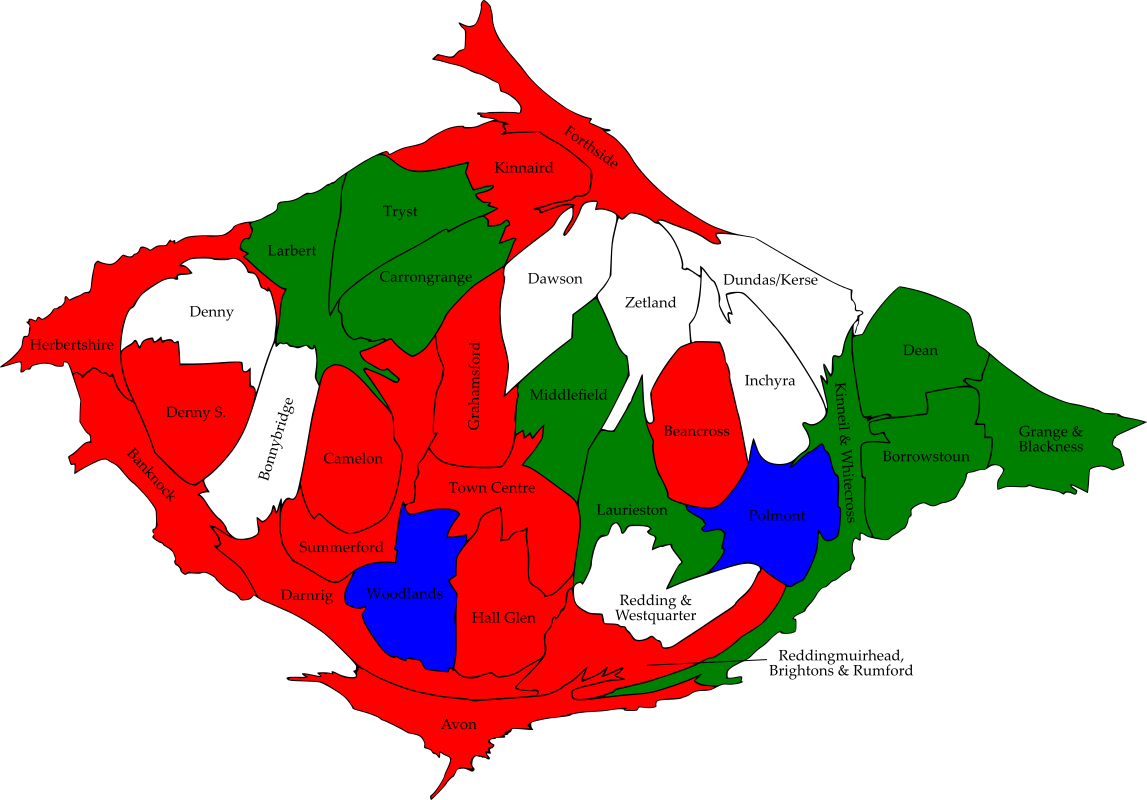 Forthside
Kinnaird
Tryst
Larbert
Carrongrange
Dawson
Dundas/Kerse
Zetland
Denny
Herbertshire
Grahamsford
Dean
Inchyra
Middlefield
Denny S.
Bonnybridge
Beancross
Kinneil & Whitecross
Grange &
Blackness
Borrowstoun
Camelon
Banknock
Town Centre
Laurieston
Polmont
Summerford
Darnrig
Woodlands
Hall Glen
Redding &
Westquarter
Reddingmuirhead,
Brightons & Rumford
Avon